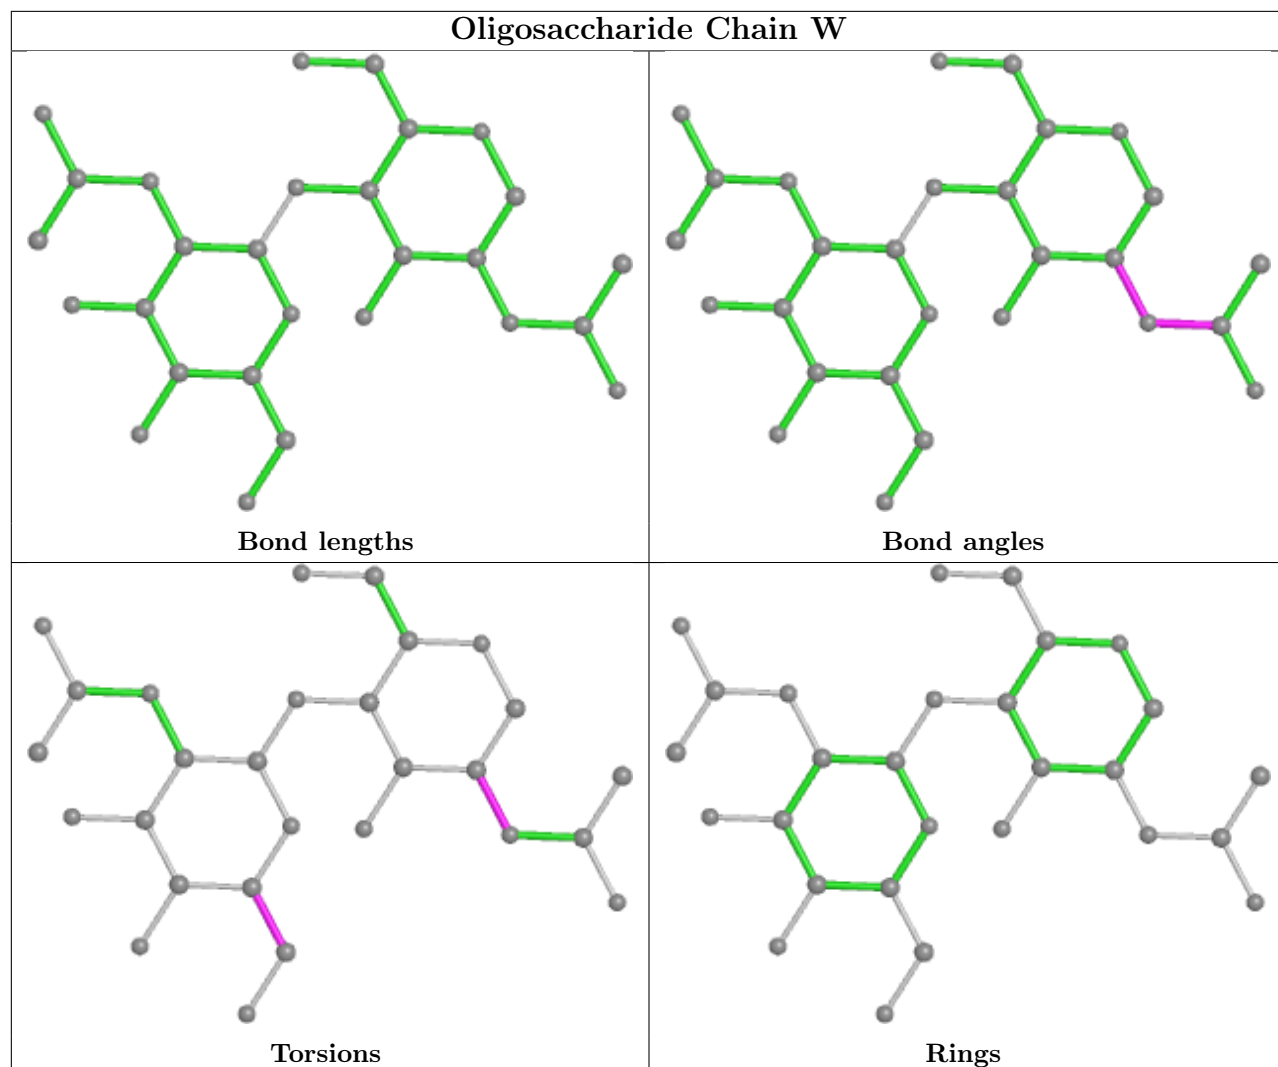 Oligosaccharide Chain W
Bond lengths
Bond angles
Torsions
Rings